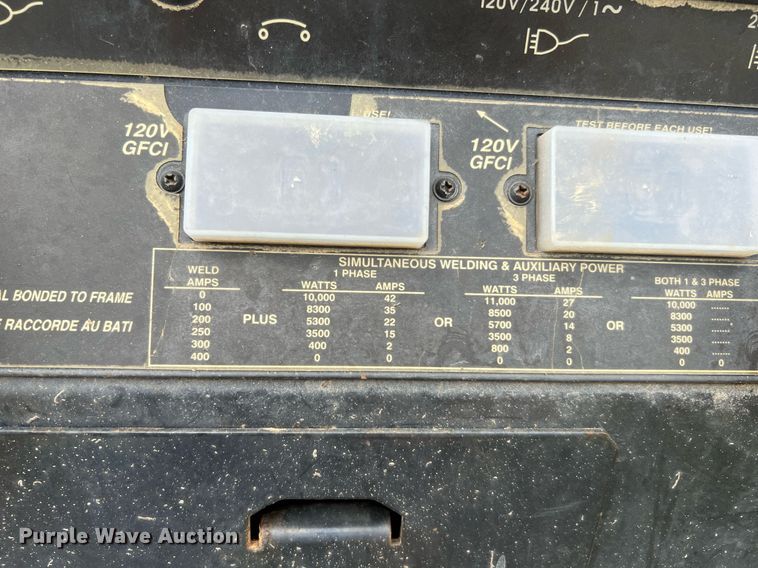 120V/240V/1~
2
USE!
TEST BEFORE EACH USE!
120V
GFCI
120V
GFCI
SIMULTANEOUS WELDING & AUXILIARY POWER
WELD 1 PHASE 3 PHASE BOTH 1 & 3 PHASE
AMPS WATTS AMPS WATTS AMPS WATTS AMPS
0 10,000 42 11,000 27 10,000 ......
100 8300 35 8500 20 8300 ......
200 PLUS 5300 22 OR 5700 14 OR 5300 ......
250 3500 15 3500 8 3500 ......
300 400 2 800 2 400 ......
400 0 0 0 0 0 0
AL BONDED TO FRAME
E RACCORDE AU BATI
Purple Wave Auction